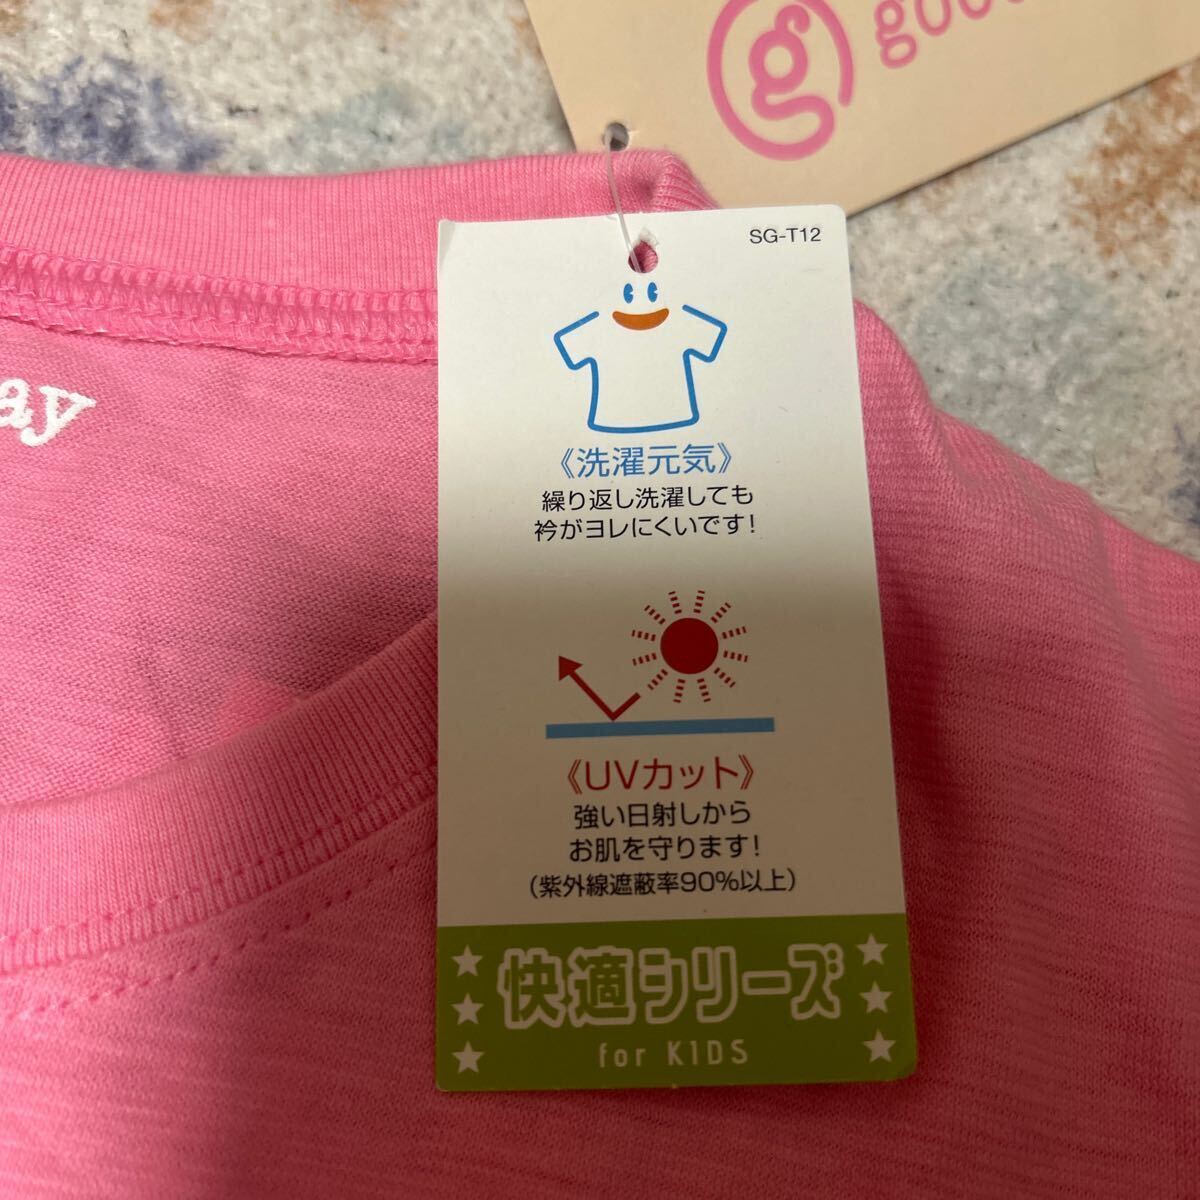 g
SG-T12
ay
《洗濯元気》
繰り返し洗濯しても
衿がヨレにくいです!
《UVカット》
強い日射しから
お肌を守ります!
(紫外線遮蔽率90%以上)
快適シリーズ
for KIDS